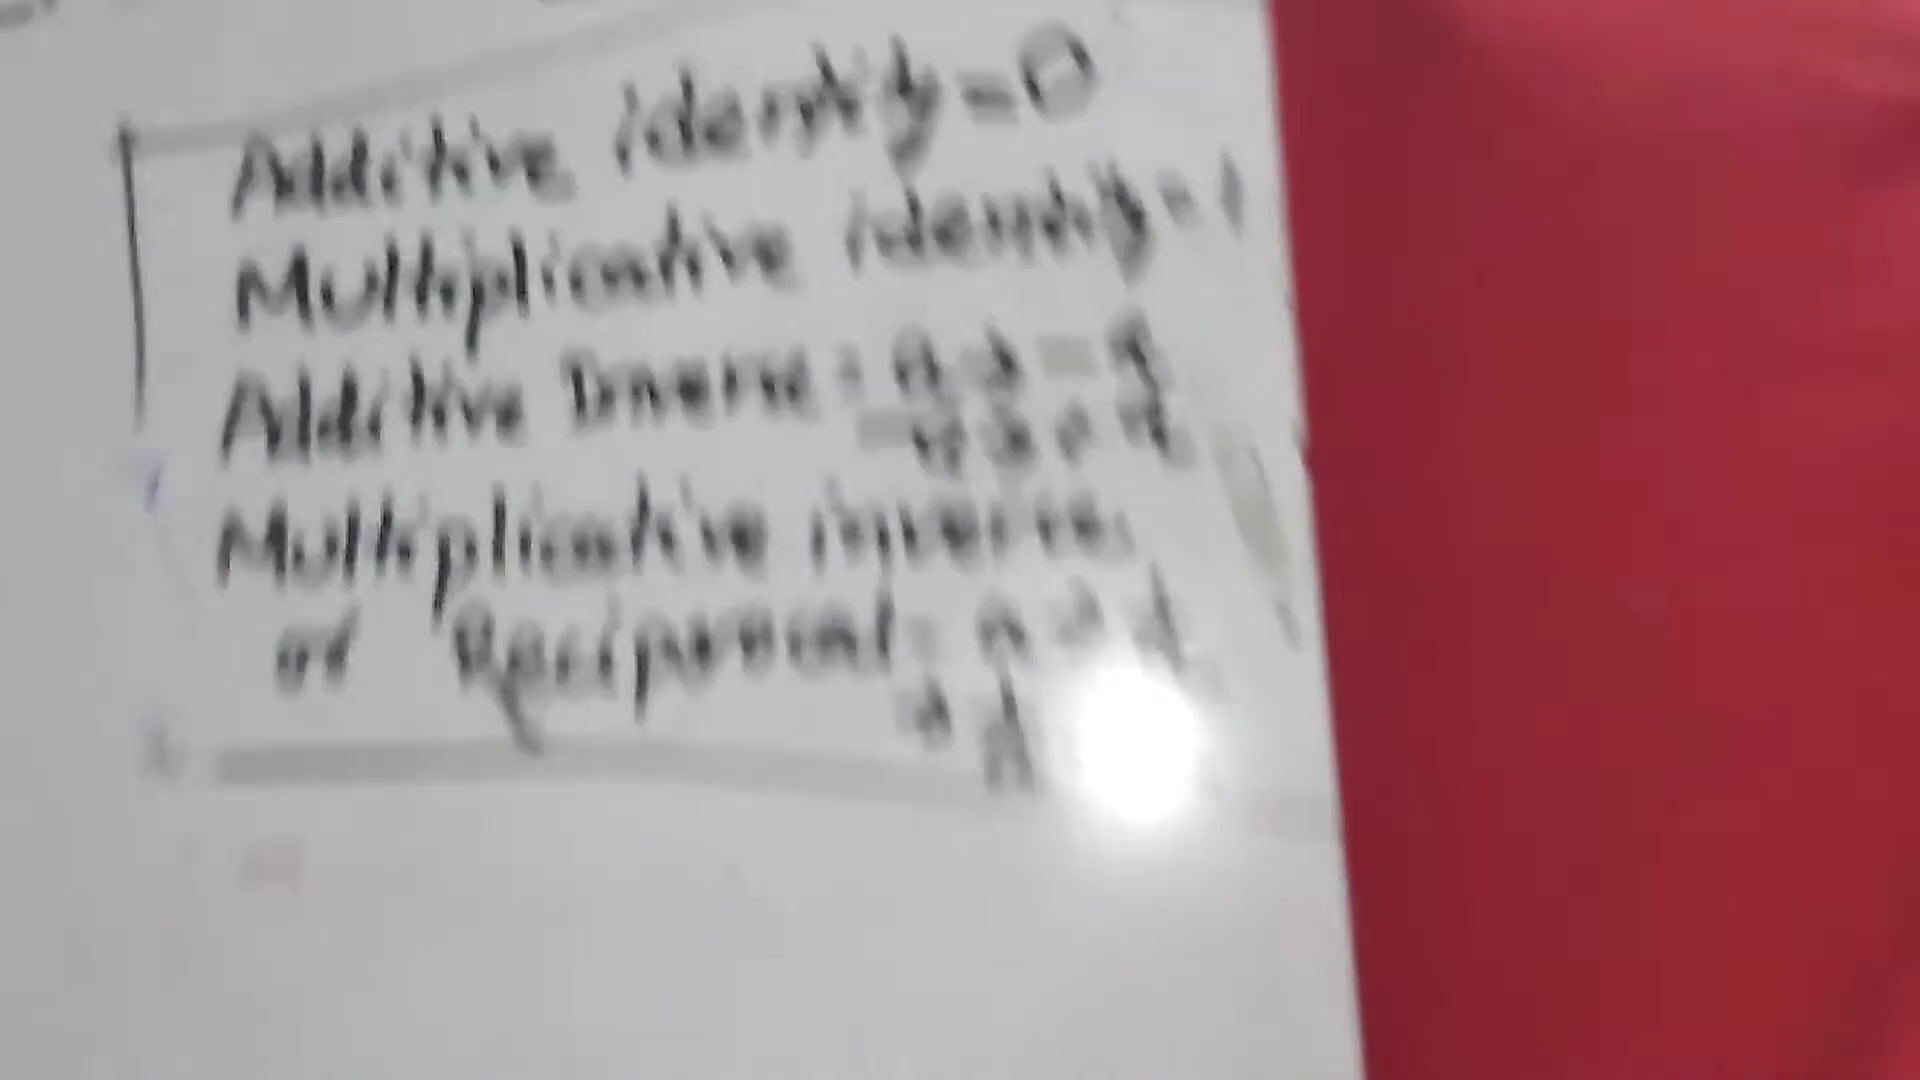 Additive identity = 0
Multiplicative identity = 1
Additive Inverse : a → - a
- a → a
Multiplicative inverse
or Reciprocal